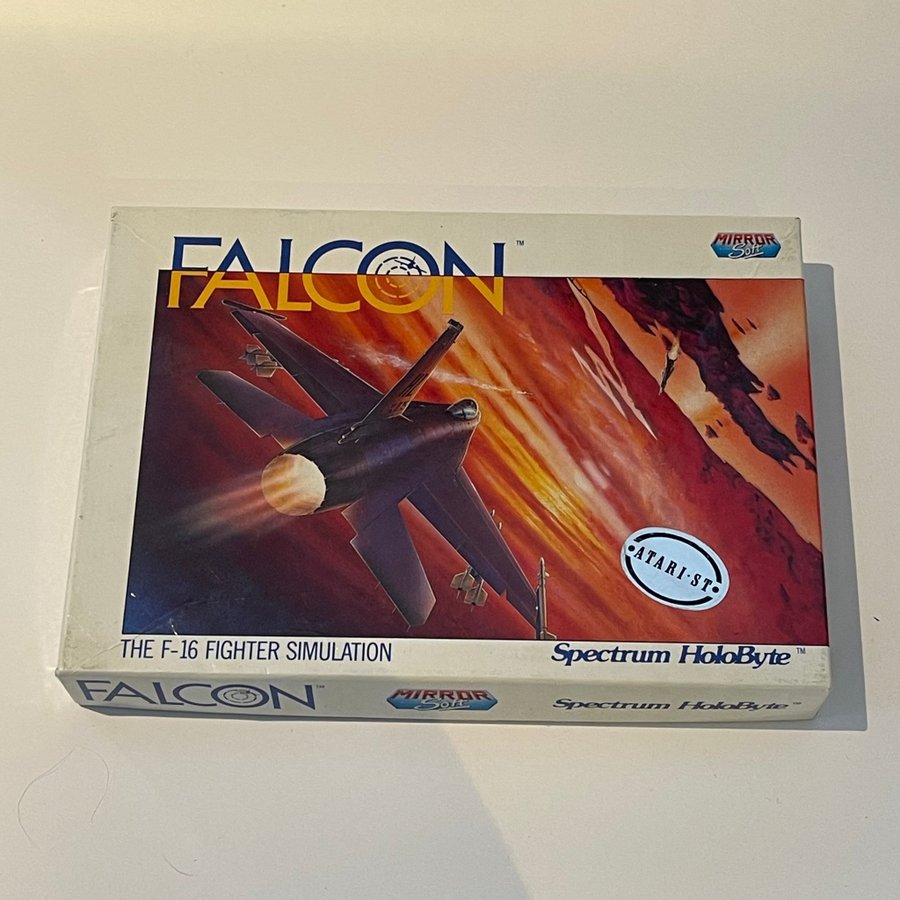 FALCON™
MIRROR
Soft
ATARI·ST
THE F-16 FIGHTER SIMULATION
Spectrum HoloByte™
FALCON™
MIRROR
Soft
Spectrum HoloByte™